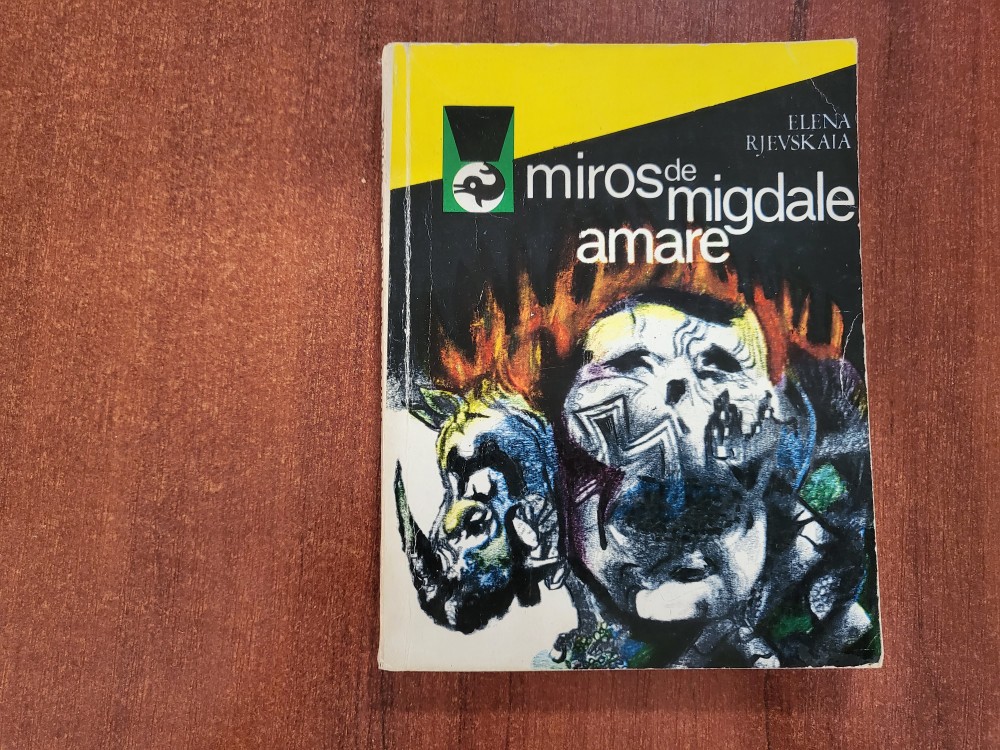 ELENA
RJEVSKAIA
miros de
migdale
amare